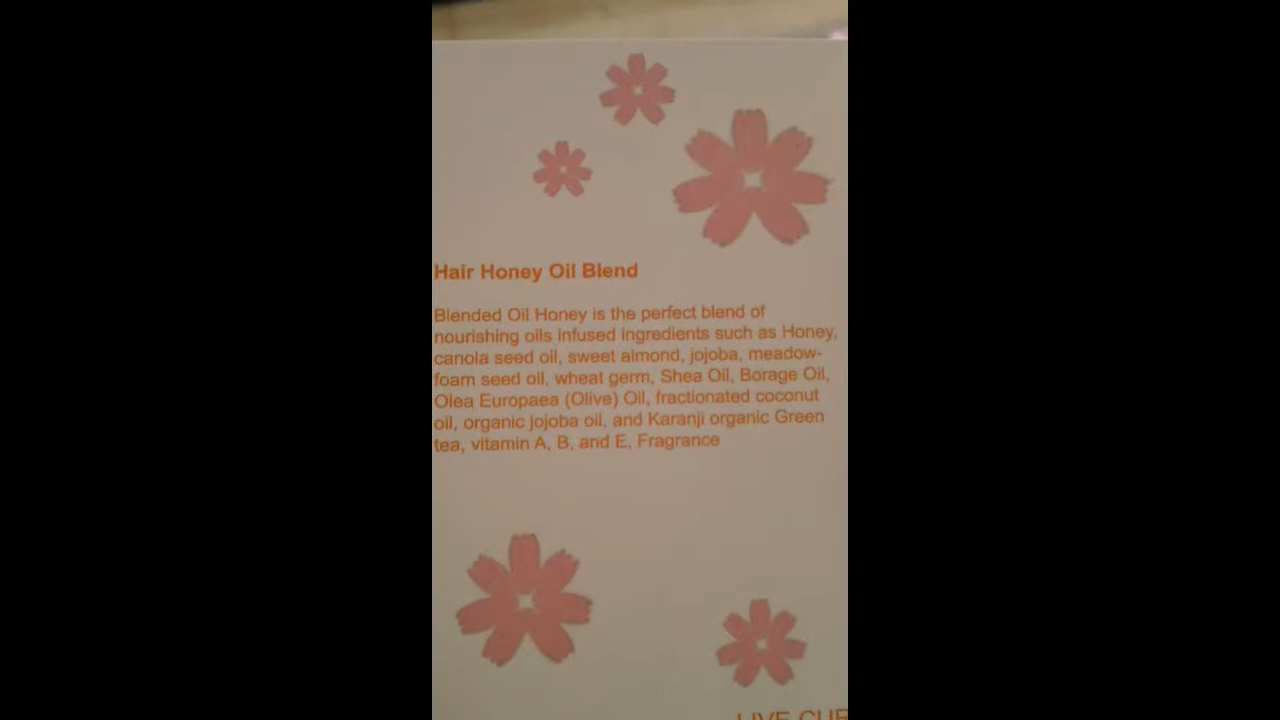 Hair Honey Oil Blend
Blended Oil Honey is the perfect blend of
nourishing oils infused ingredients such as Honey,
canola seed oil, sweet almond, jojoba, meadow-
foam seed oil, wheat germ, Shea Oil, Borage Oil,
Olea Europaea (Olive) Oil, fractionated coconut
oil, organic jojoba oil, and Karanji organic Green
tea, vitamin A, B, and E, Fragrance
LIVE